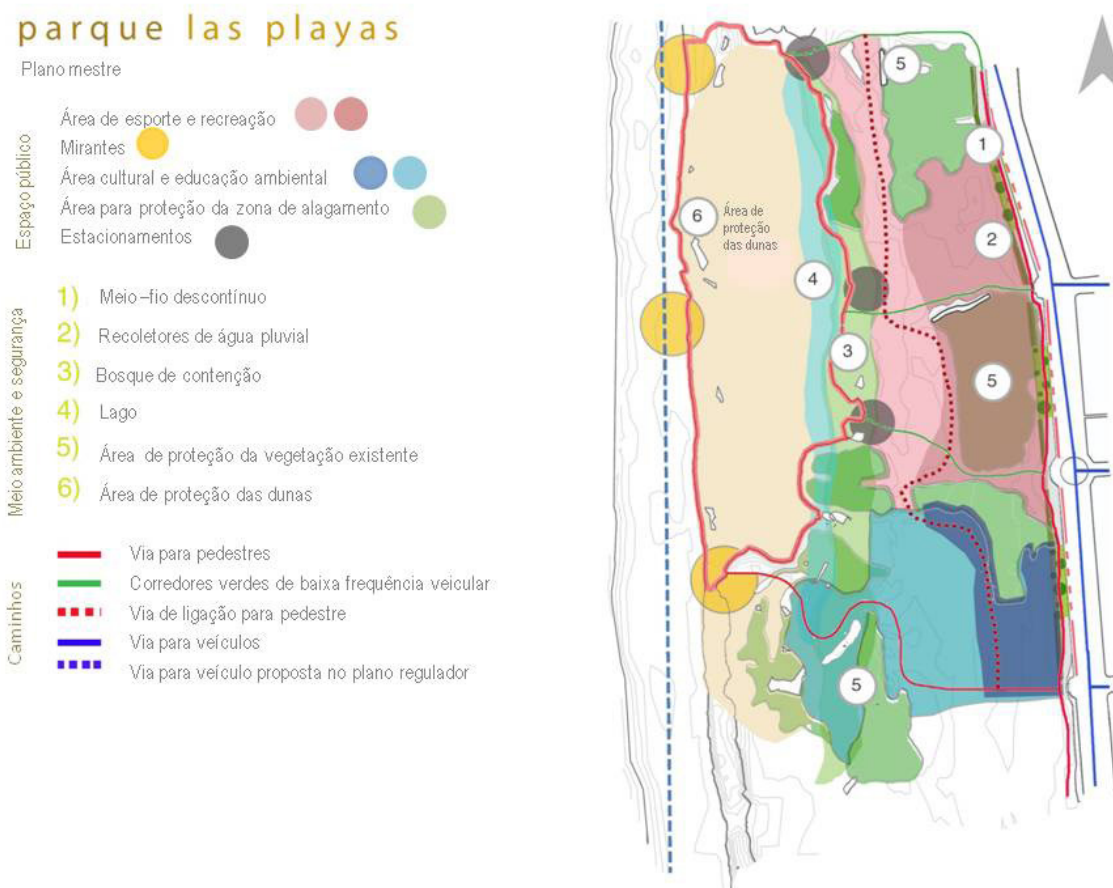 parque las playas
Plano mestre
Espaço público
Área de esporte e recreação
Mirantes
Área cultural e educação ambiental
Área para proteção da zona de alagamento
Estacionamentos
Meio ambiente e segurança
1) Meio–fio descontínuo
2) Recoletores de água pluvial
3) Bosque de contenção
4) Lago
5) Área de proteção da vegetação existente
6) Área de proteção das dunas
Caminhos
Via para pedestres
Corredores verdes de baixa frequência veicular
Via de ligação para pedestre
Via para veículos
Via para veículo proposta no plano regulador
5
1
6
Área de
proteção
das dunas
2
4
3
5
5